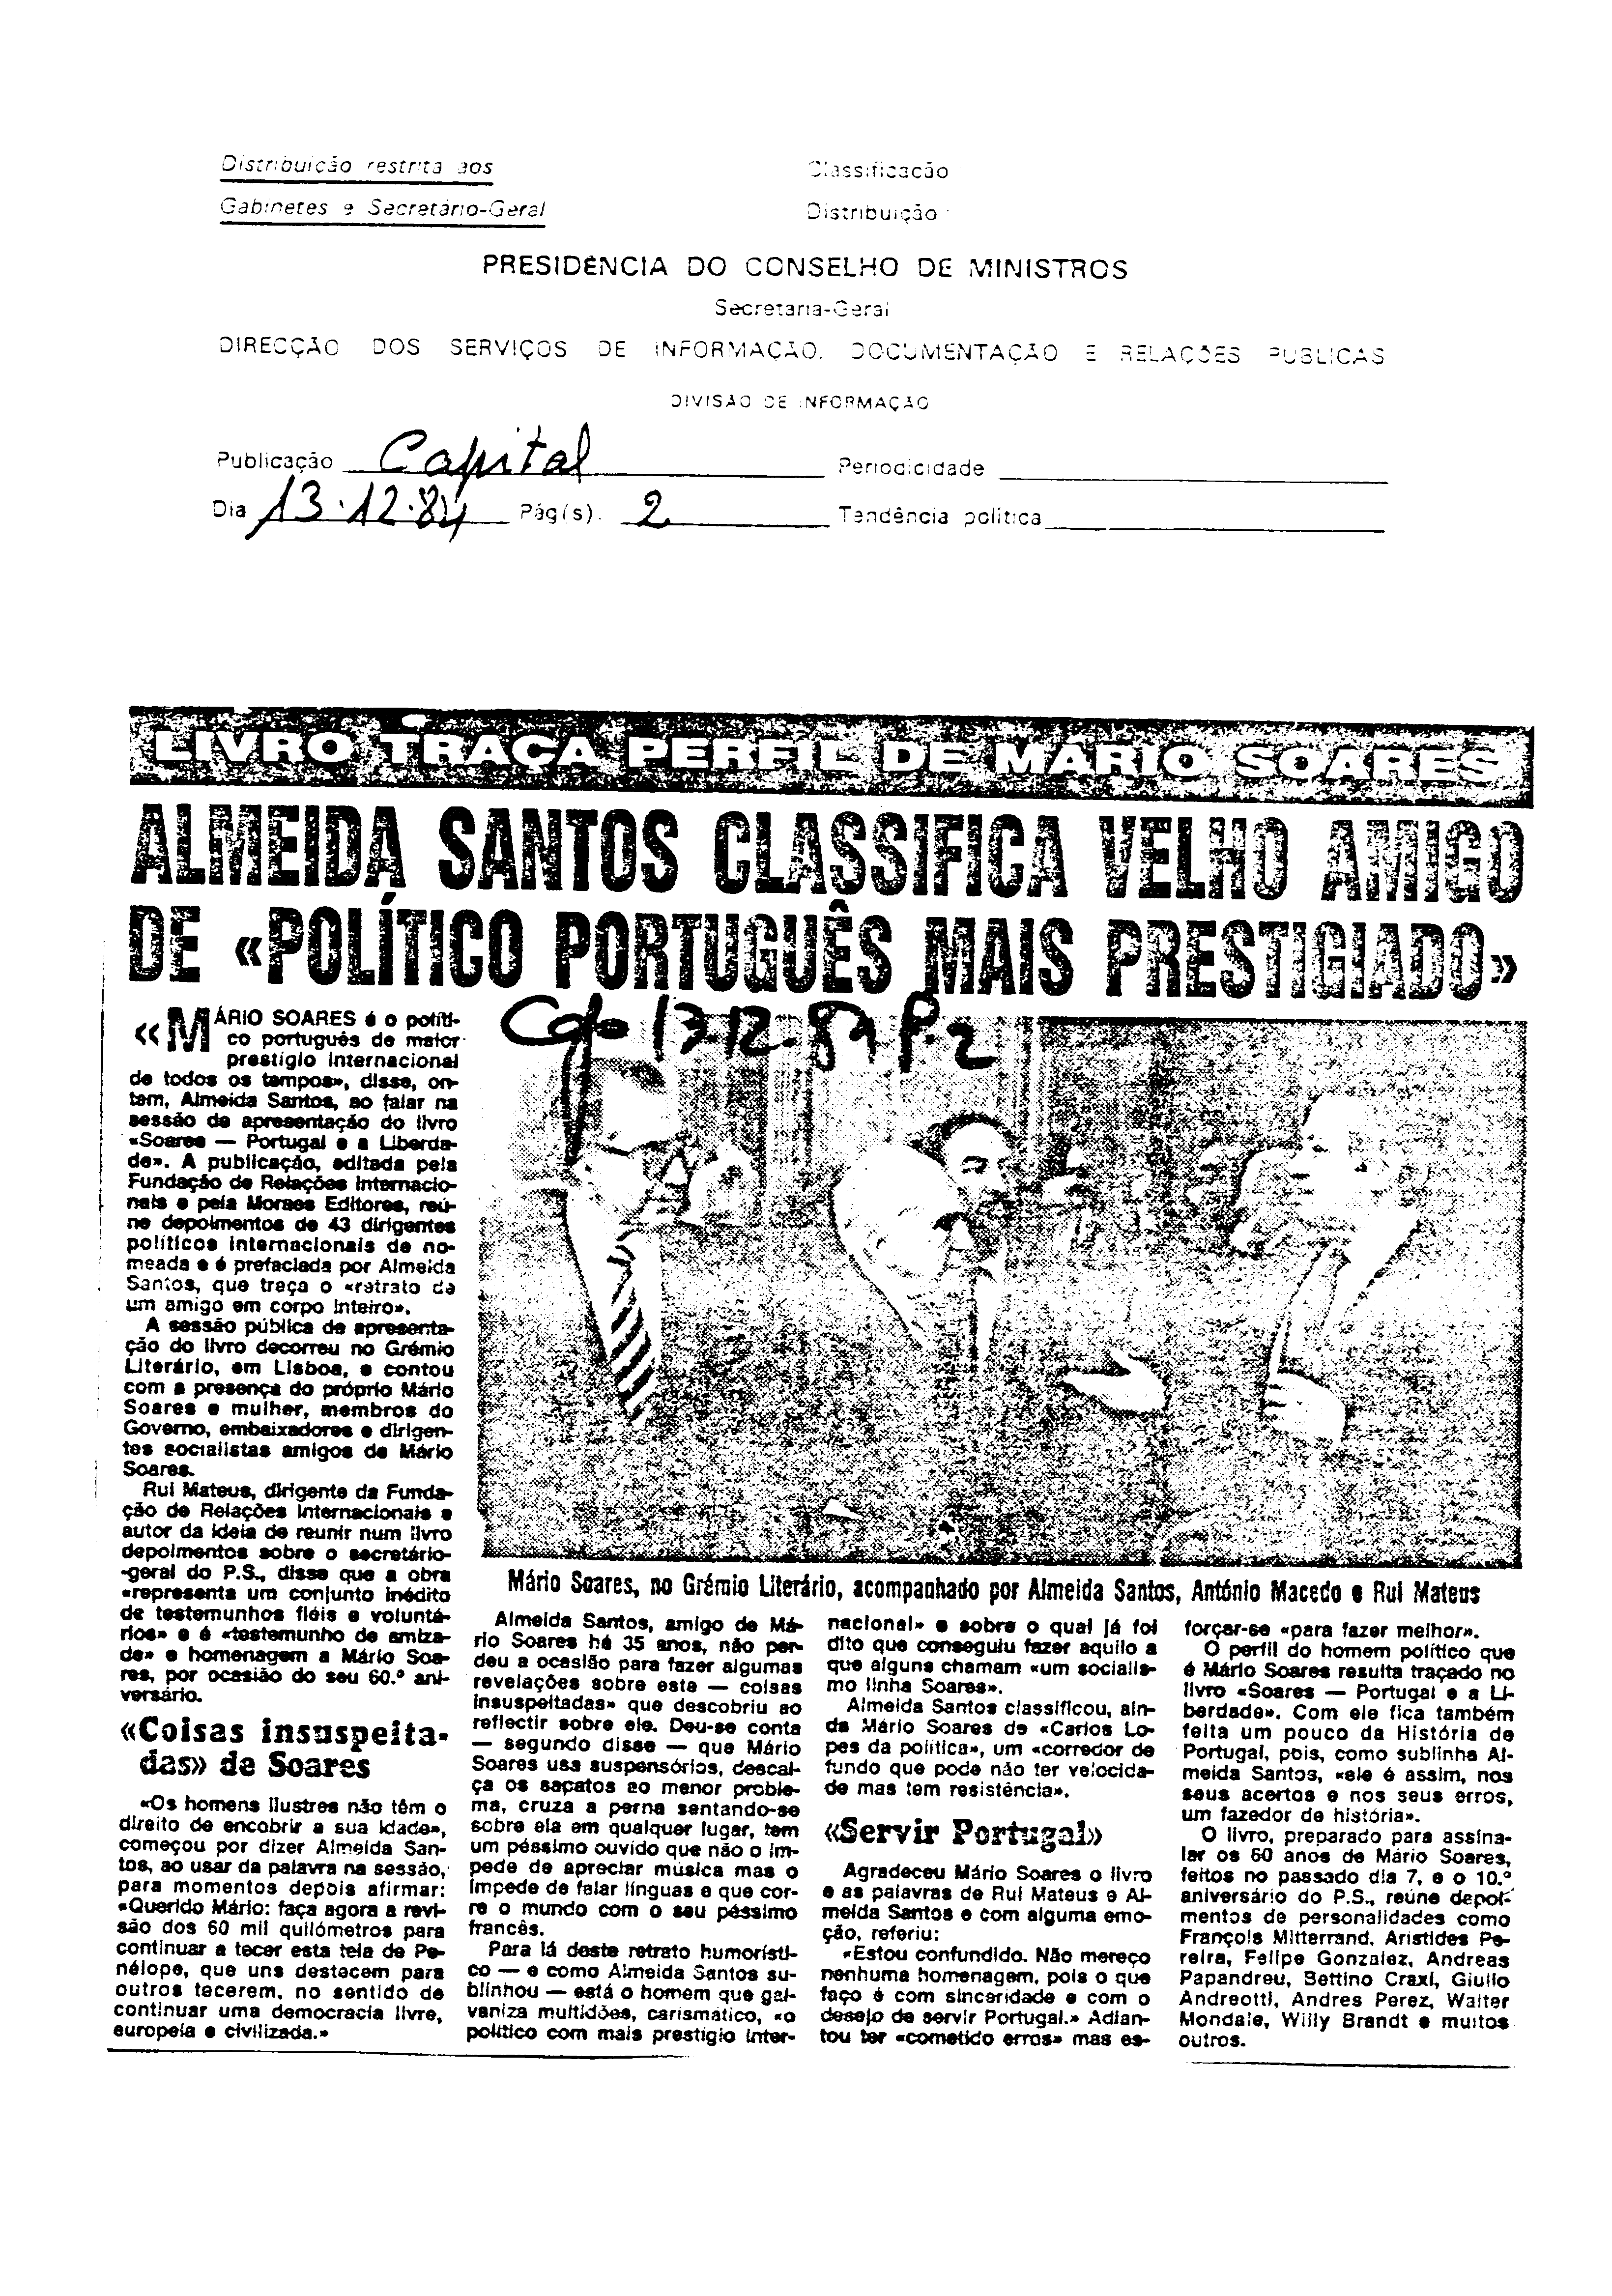 Distribuição restrita aos
Gabinetes e Secretário-Geral
Classificação
Distribuição
PRESIDÊNCIA DO CONSELHO DE MINISTROS
Secretaria-Geral
DIRECÇÃO DOS SERVIÇOS DE INFORMAÇÃO, DOCUMENTAÇÃO E RELAÇÕES PÚBLICAS
DIVISÃO DE INFORMAÇÃO
Publicação Capital Periodicidade
Dia 13.12.84 Pág(s). 2 Tendência política
LIVRO TRAÇA PERFIL DE MÁRIO SOARES
ALMEIDA SANTOS CLASSIFICA VELHO AMIGO
DE «POLÍTICO PORTUGUÊS MAIS PRESTIGIADO»
13.12.84 P.2
«MÁRIO SOARES é o políti-
co português de maior
prestígio internacional
de todos os tempos», disse, on-
tem, Almeida Santos, ao falar na
sessão de apresentação do livro
«Soares — Portugal e a Liberda-
de». A publicação, editada pela
Fundação de Relações Internacio-
nais e pela Moraes Editores, reú-
ne depoimentos de 43 dirigentes
políticos internacionais de no-
meada e é prefaciada por Almeida
Santos, que traça o «retrato de
um amigo em corpo inteiro».
A sessão pública de apresenta-
ção do livro decorreu no Grémio
Literário, em Lisboa, e contou
com a presença do próprio Mário
Soares e mulher, membros do
Governo, embaixadores e dirigen-
tes socialistas amigos de Mário
Soares.
Rui Mateus, dirigente da Funda-
ção de Relações Internacionais e
autor da ideia de reunir num livro
depoimentos sobre o secretário-
-geral do P.S., disse que a obra
«representa um conjunto inédito
de testemunhos fiéis e voluntá-
rios» e é «testemunho de amiza-
de» e homenagem a Mário Soa-
res, por ocasião do seu 60.º ani-
versário.
«Coisas insuspeita-
das» de Soares
«Os homens ilustres não têm o
direito de encobrir a sua idade»,
começou por dizer Almeida San-
tos, ao usar da palavra na sessão,
para momentos depois afirmar:
«Querido Mário: faça agora a revi-
são dos 60 mil quilómetros para
continuar a tecer esta teia de Pe-
nélope, que uns destecem para
outros tecerem, no sentido de
continuar uma democracia livre,
europeia e civilizada.»
Mário Soares, no Grémio Literário, acompanhado por Almeida Santos, António Macedo e Rui Mateus
Almeida Santos, amigo de Má-
rio Soares há 35 anos, não per-
deu a ocasião para fazer algumas
revelações sobre este — coisas
insuspeitadas» que descobriu ao
reflectir sobre ele. Deu-se conta
— segundo disse — que Mário
Soares usa suspensórios, descal-
ça os sapatos ao menor proble-
ma, cruza a perna sentando-se
sobre ela em qualquer lugar, tem
um péssimo ouvido que não o im-
pede de apreciar música mas o
impede de falar línguas e que cor-
re o mundo com o seu péssimo
francês.
Para lá deste retrato humorísti-
co — e como Almeida Santos su-
blinhou — está o homem que gal-
vaniza multidões, carismático, «o
político com mais prestígio inter-
nacional» e sobre o qual já foi
dito que conseguiu fazer aquilo a
que alguns chamam «um socialis-
mo linha Soares».
Almeida Santos classificou, ain-
da Mário Soares de «Carlos Lo-
pes da política», um «corredor de
fundo que pode não ter velocida-
de mas tem resistência».
«Servir Portugal»
Agradeceu Mário Soares o livro
e as palavras de Rui Mateus e Al-
meida Santos e com alguma emo-
ção, referiu:
«Estou confundido. Não mereço
nenhuma homenagem, pois o que
faço é com sinceridade e com o
desejo de servir Portugal.» Adian-
tou ter «cometido erros» mas es-
forçar-se «para fazer melhor».
O perfil do homem político que
é Mário Soares resulta traçado no
livro «Soares — Portugal e a Li-
berdade». Com ele fica também
feita um pouco da História de
Portugal, pois, como sublinha Al-
meida Santos, «ele é assim, nos
seus acertos e nos seus erros,
um fazedor de história».
O livro, preparado para assina-
lar os 60 anos de Mário Soares,
feitos no passado dia 7, e o 10.º
aniversário do P.S., reúne depoi-
mentos de personalidades como
François Mitterrand, Aristides Pe-
reira, Felipe Gonzalez, Andreas
Papandreu, Bettino Craxi, Giulio
Andreotti, Andres Perez, Walter
Mondale, Willy Brandt e muitos
outros.